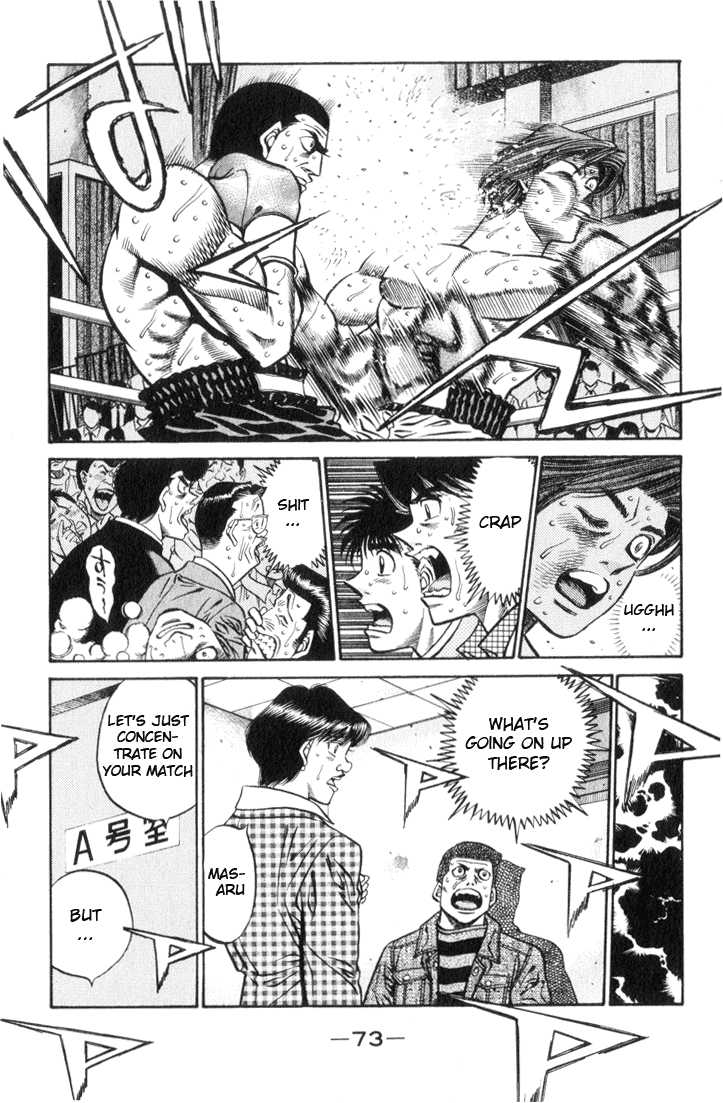 UGGHH
...
CRAP
SHIT
...
WHAT'S
GOING ON UP
THERE?
MAS-
ARU
LET'S JUST
CONCEN-
TRATE ON
YOUR MATCH
A号室
BUT
...
—73—